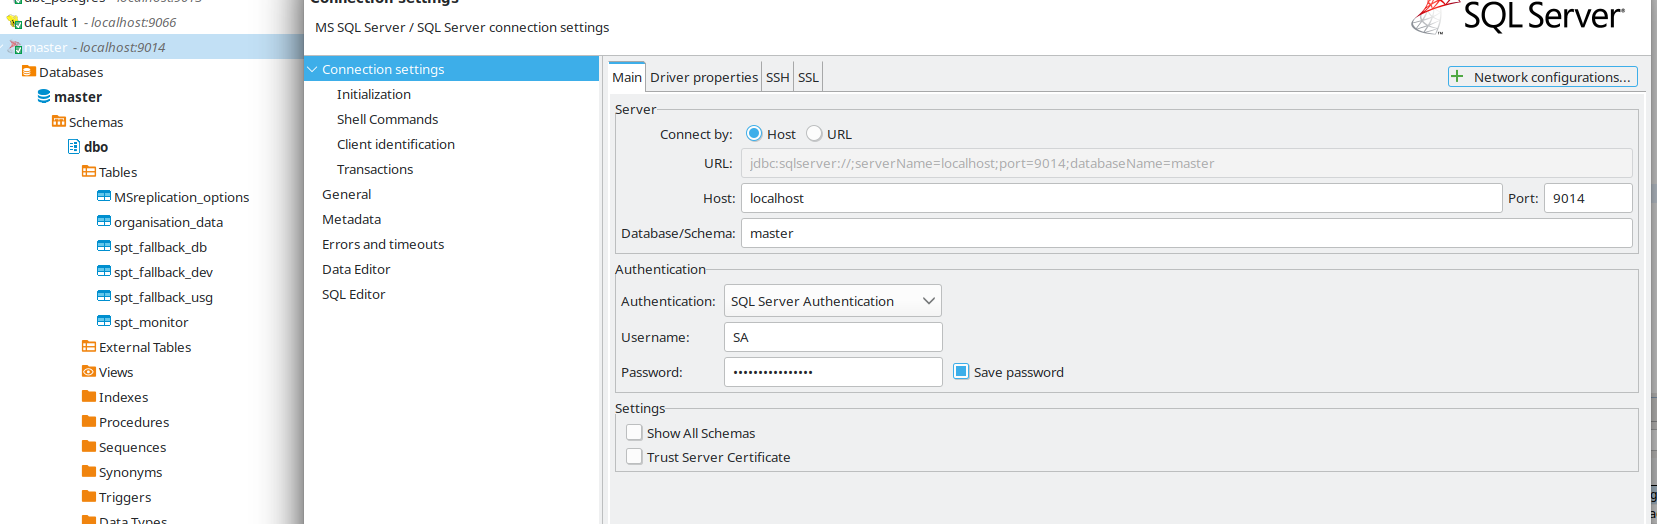 dbt_postgres - localhost:9015
default 1 - localhost:9066
master - localhost:9014
Databases
master
Schemas
dbo
Tables
MSreplication_options
organisation_data
spt_fallback_db
spt_fallback_dev
spt_fallback_usg
spt_monitor
External Tables
Views
Indexes
Procedures
Sequences
Synonyms
Triggers
Data Types
Connection settings
MS SQL Server / SQL Server connection settings
SQL Server
Connection settings
Initialization
Shell Commands
Client identification
Transactions
General
Metadata
Errors and timeouts
Data Editor
SQL Editor
Main Driver properties SSH SSL
Network configurations...
Server
Connect by: Host URL
URL: jdbc:sqlserver://;serverName=localhost;port=9014;databaseName=master
Host: localhost Port: 9014
Database/Schema: master
Authentication
Authentication: SQL Server Authentication
Username: SA
Password: •••••••••••••••• Save password
Settings
Show All Schemas
Trust Server Certificate